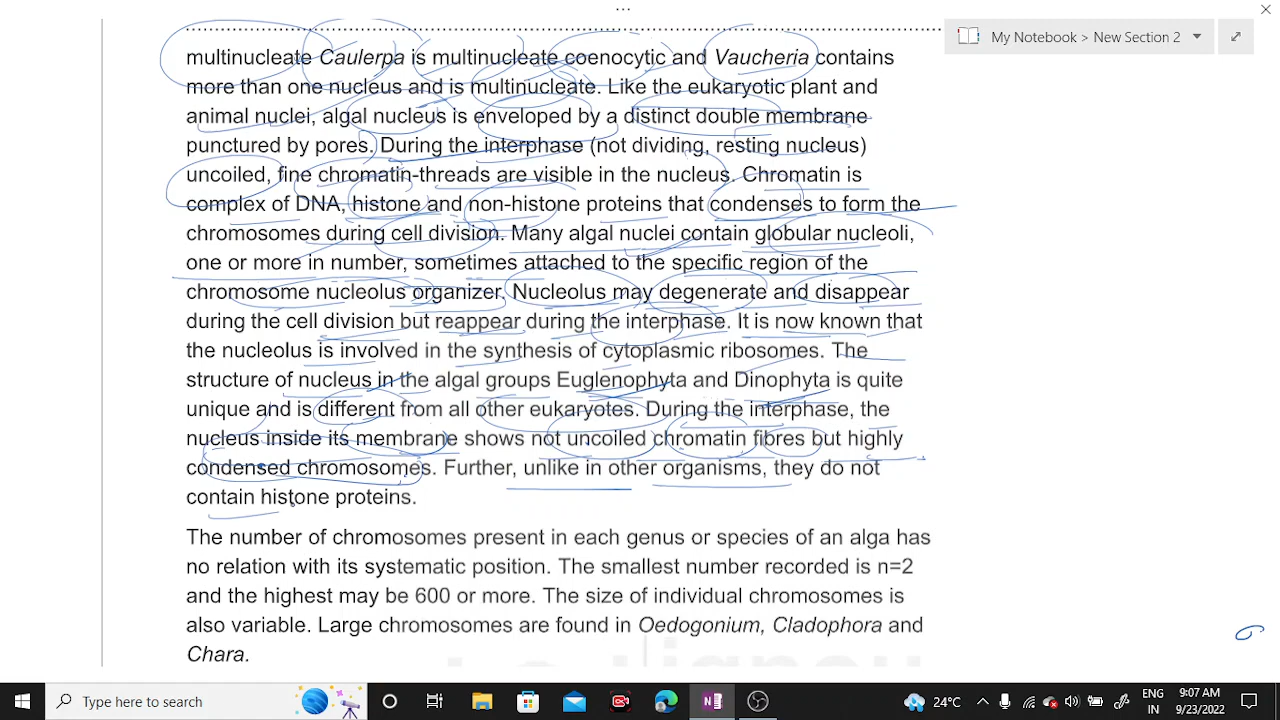 My Notebook > New Section 2
multinucleate Caulerpa is multinucleate coenocytic and Vaucheria contains
more than one nucleus and is multinucleate. Like the eukaryotic plant and
animal nuclei, algal nucleus is enveloped by a distinct double membrane
punctured by pores. During the interphase (not dividing, resting nucleus)
uncoiled, fine chromatin-threads are visible in the nucleus. Chromatin is
complex of DNA, histone and non-histone proteins that condenses to form the
chromosomes during cell division. Many algal nuclei contain globular nucleoli,
one or more in number, sometimes attached to the specific region of the
chromosome nucleolus organizer. Nucleolus may degenerate and disappear
during the cell division but reappear during the interphase. It is now known that
the nucleolus is involved in the synthesis of cytoplasmic ribosomes. The
structure of nucleus in the algal groups Euglenophyta and Dinophyta is quite
unique and is different from all other eukaryotes. During the interphase, the
nucleus inside its membrane shows not uncoiled chromatin fibres but highly
condensed chromosomes. Further, unlike in other organisms, they do not
contain histone proteins.
The number of chromosomes present in each genus or species of an alga has
no relation with its systematic position. The smallest number recorded is n=2
and the highest may be 600 or more. The size of individual chromosomes is
also variable. Large chromosomes are found in Oedogonium, Cladophora and
Chara.
Type here to search
24°C
ENG
IN
9:07 AM
9/23/2022